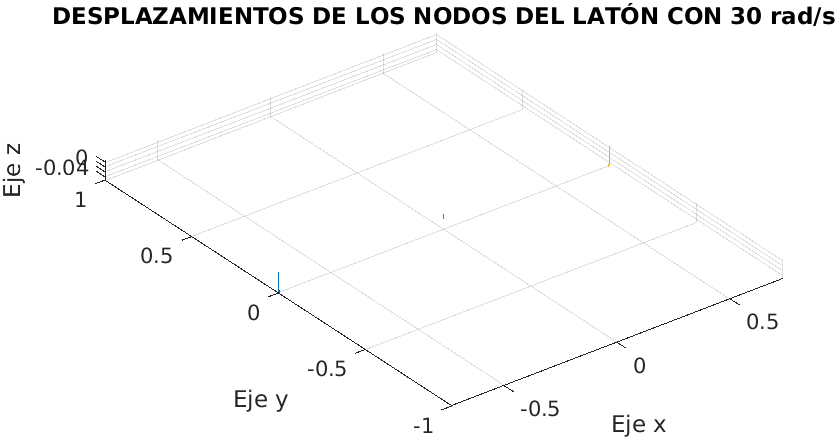 DESPLAZAMIENTOS DE LOS NODOS DEL LATÓN CON 30 rad/s
Eje z
0
-0.04
1
0.5
0
-0.5
-1
Eje y
-0.5
0
0.5
Eje x